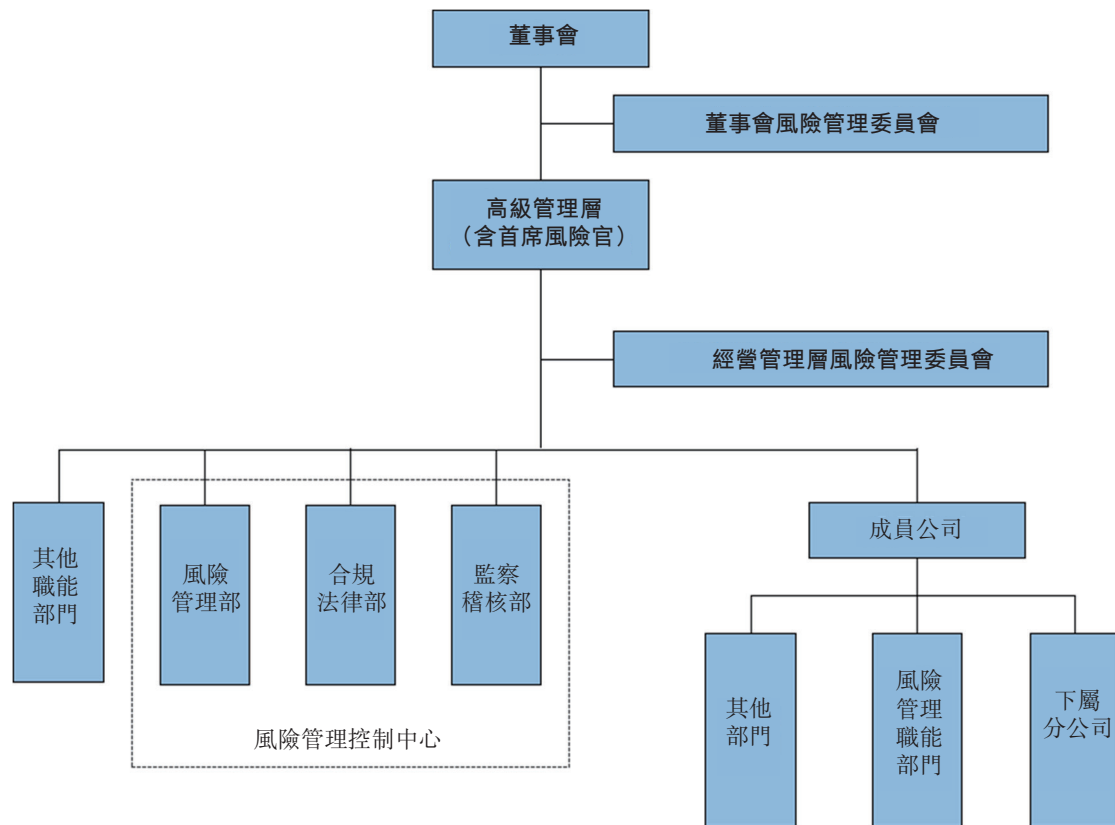 董事會
董事會風險管理委員會
高級管理層
（含首席風險官）
經營管理層風險管理委員會
其他
職能
部門
風險
管理部
合規
法律部
監察
稽核部
風險管理控制中心
成員公司
其他
部門
風險
管理
職能
部門
下屬
分公司